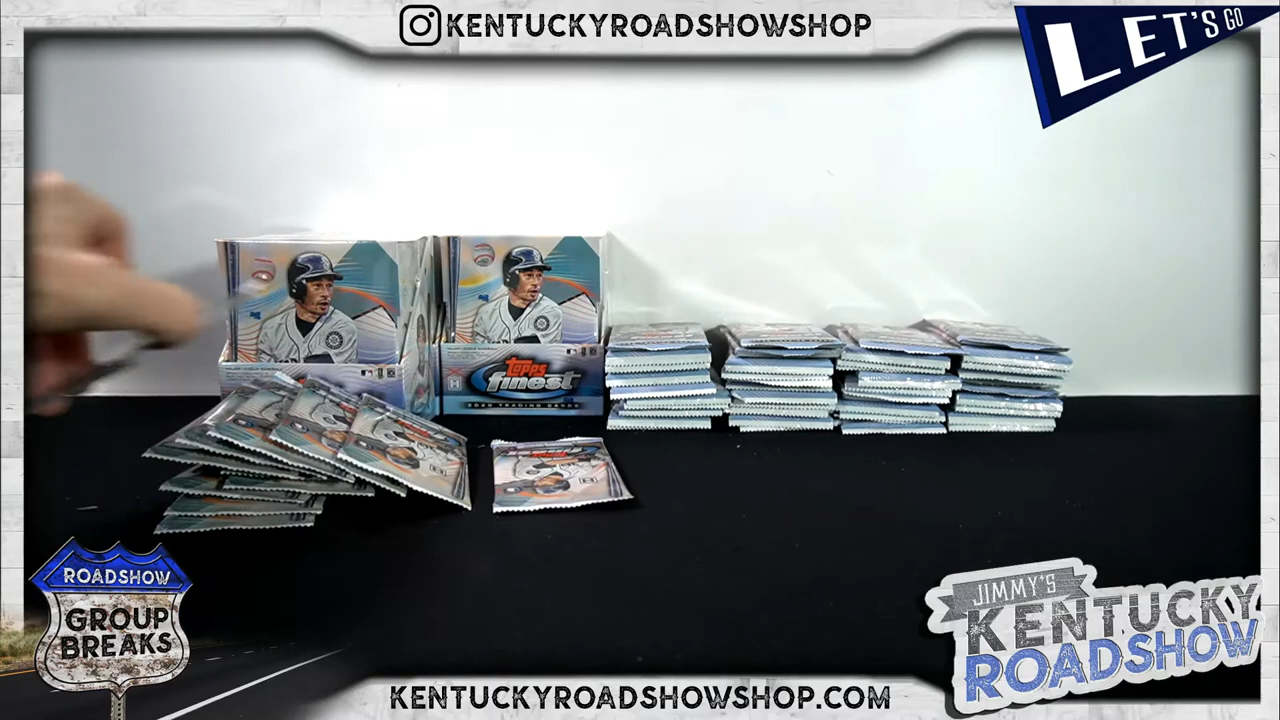 KENTUCKYROADSHOWSHOP
LET'S GO
topps
finest
2020 TRADING CARDS
ROADSHOW
GROUP
BREAKS
JIMMY'S
KENTUCKY
ROADSHOW
KENTUCKYROADSHOWSHOP.COM